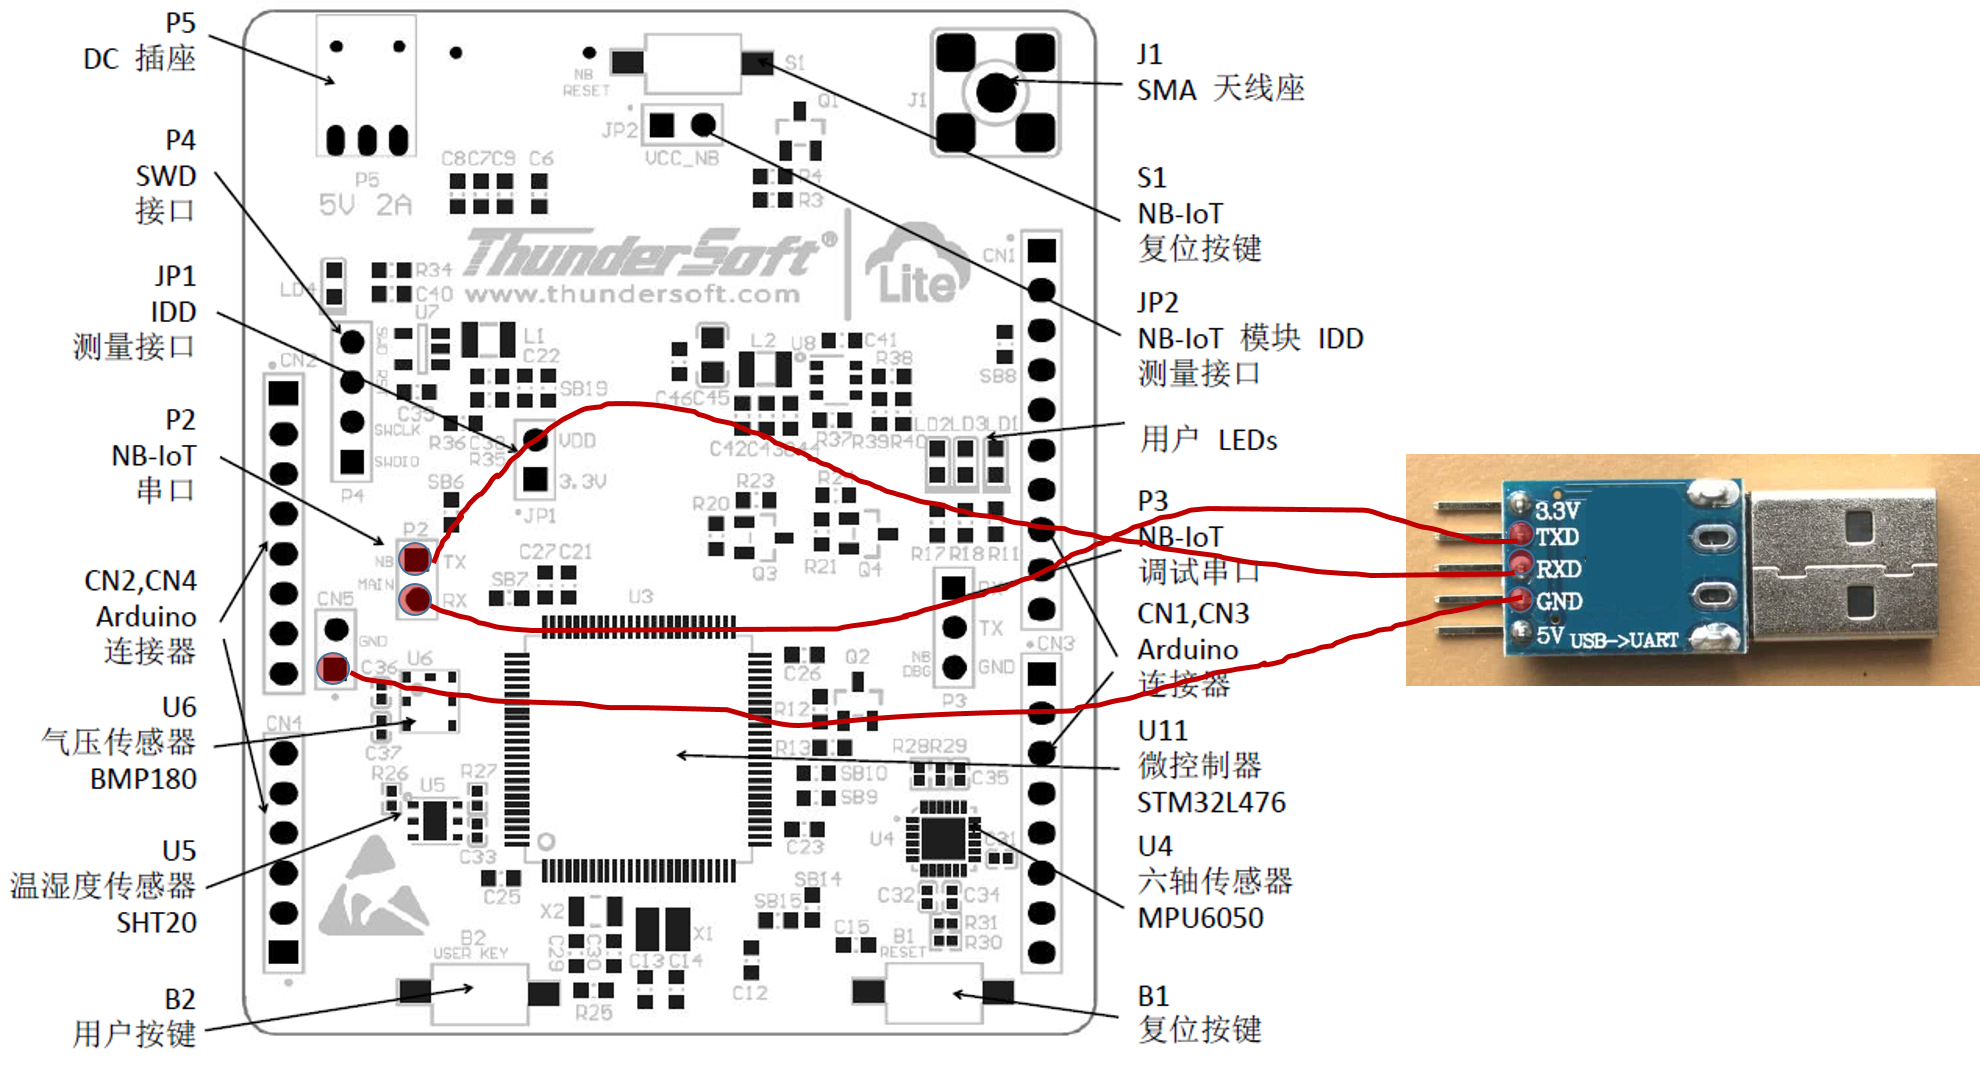 P5
DC 插座
P4
SWD
接口
JP1
IDD
测量接口
P2
NB-IoT
串口
CN2,CN4
Arduino
连接器
U6
气压传感器
BMP180
U5
温湿度传感器
SHT20
B2
用户按键
P5
5V 2A
NB
RESET
S1
JP2
VCC_NB
Q1
R4
R3
J1
C8
C7
C9
C6
ThunderSoft®
www.thundersoft.com
Lite
CN1
LD4
R34
C40
U7
L1
C22
SB19
CN2
SWCLK
SWDIO
P4
R36
R35
VDD
3.3V
JP1
SB6
P2
NB
MAIN
TX
RX
CN5
GND
C46
C45
L2
U8
C41
R38
C42
C43
C44
R37
R39
R40
SB8
LD2
LD3
LD1
R20
R23
Q3
R21
Q4
R17
R18
R11
C27
C21
SB7
U3
RX
TX
NB
DBG
GND
P3
CN3
C36
U6
C37
CN4
R26
U5
R27
C33
C25
C26
Q2
R12
R13
SB10
SB9
C23
R28
R29
C35
U4
C31
C32
C34
R31
R30
SB14
SB15
X2
X1
C29
C30
C13
C14
R25
C12
C15
B2
USER KEY
B1
RESET
J1
SMA 天线座
S1
NB-IoT
复位按键
JP2
NB-IoT 模块 IDD
测量接口
用户 LEDs
P3
NB-IoT
调试串口
CN1,CN3
Arduino
连接器
U11
微控制器
STM32L476
U4
六轴传感器
MPU6050
B1
复位按键
3.3V
TXD
RXD
GND
5V
USB->UART